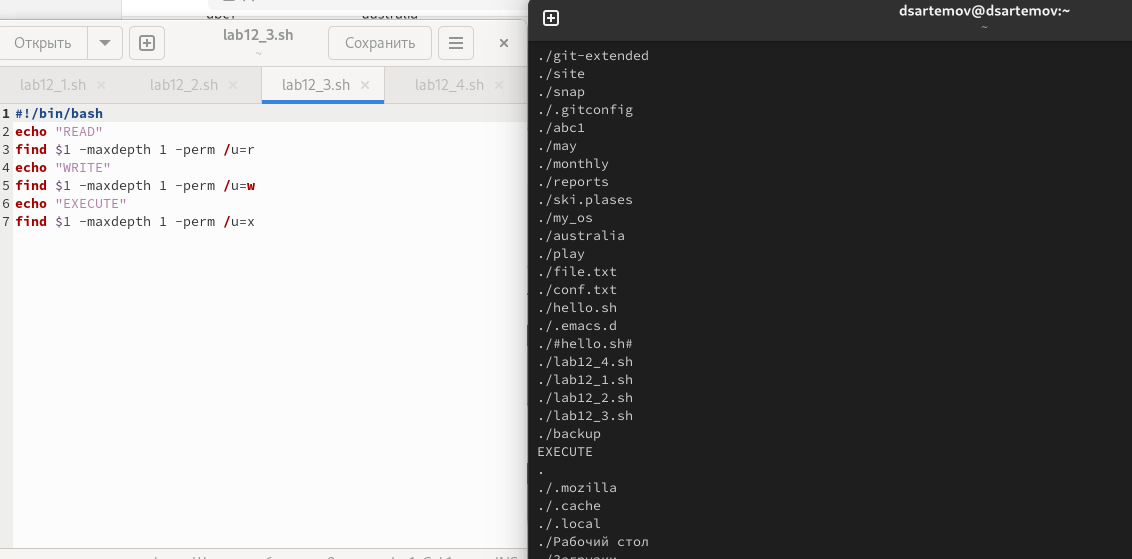 abc1 australia
Открыть
lab12_3.sh
~
Сохранить
lab12_1.sh
lab12_2.sh
lab12_3.sh
lab12_4.sh
1 #!/bin/bash
2 echo "READ"
3 find $1 -maxdepth 1 -perm /u=r
4 echo "WRITE"
5 find $1 -maxdepth 1 -perm /u=w
6 echo "EXECUTE"
7 find $1 -maxdepth 1 -perm /u=x
dsartemov@dsartemov:~
~
./git-extended
./site
./snap
./.gitconfig
./abc1
./may
./monthly
./reports
./ski.plases
./my_os
./australia
./play
./file.txt
./conf.txt
./hello.sh
./.emacs.d
./#hello.sh#
./lab12_4.sh
./lab12_1.sh
./lab12_2.sh
./lab12_3.sh
./backup
EXECUTE
.
./.mozilla
./.cache
./.local
./Рабочий стол
./Загрузки